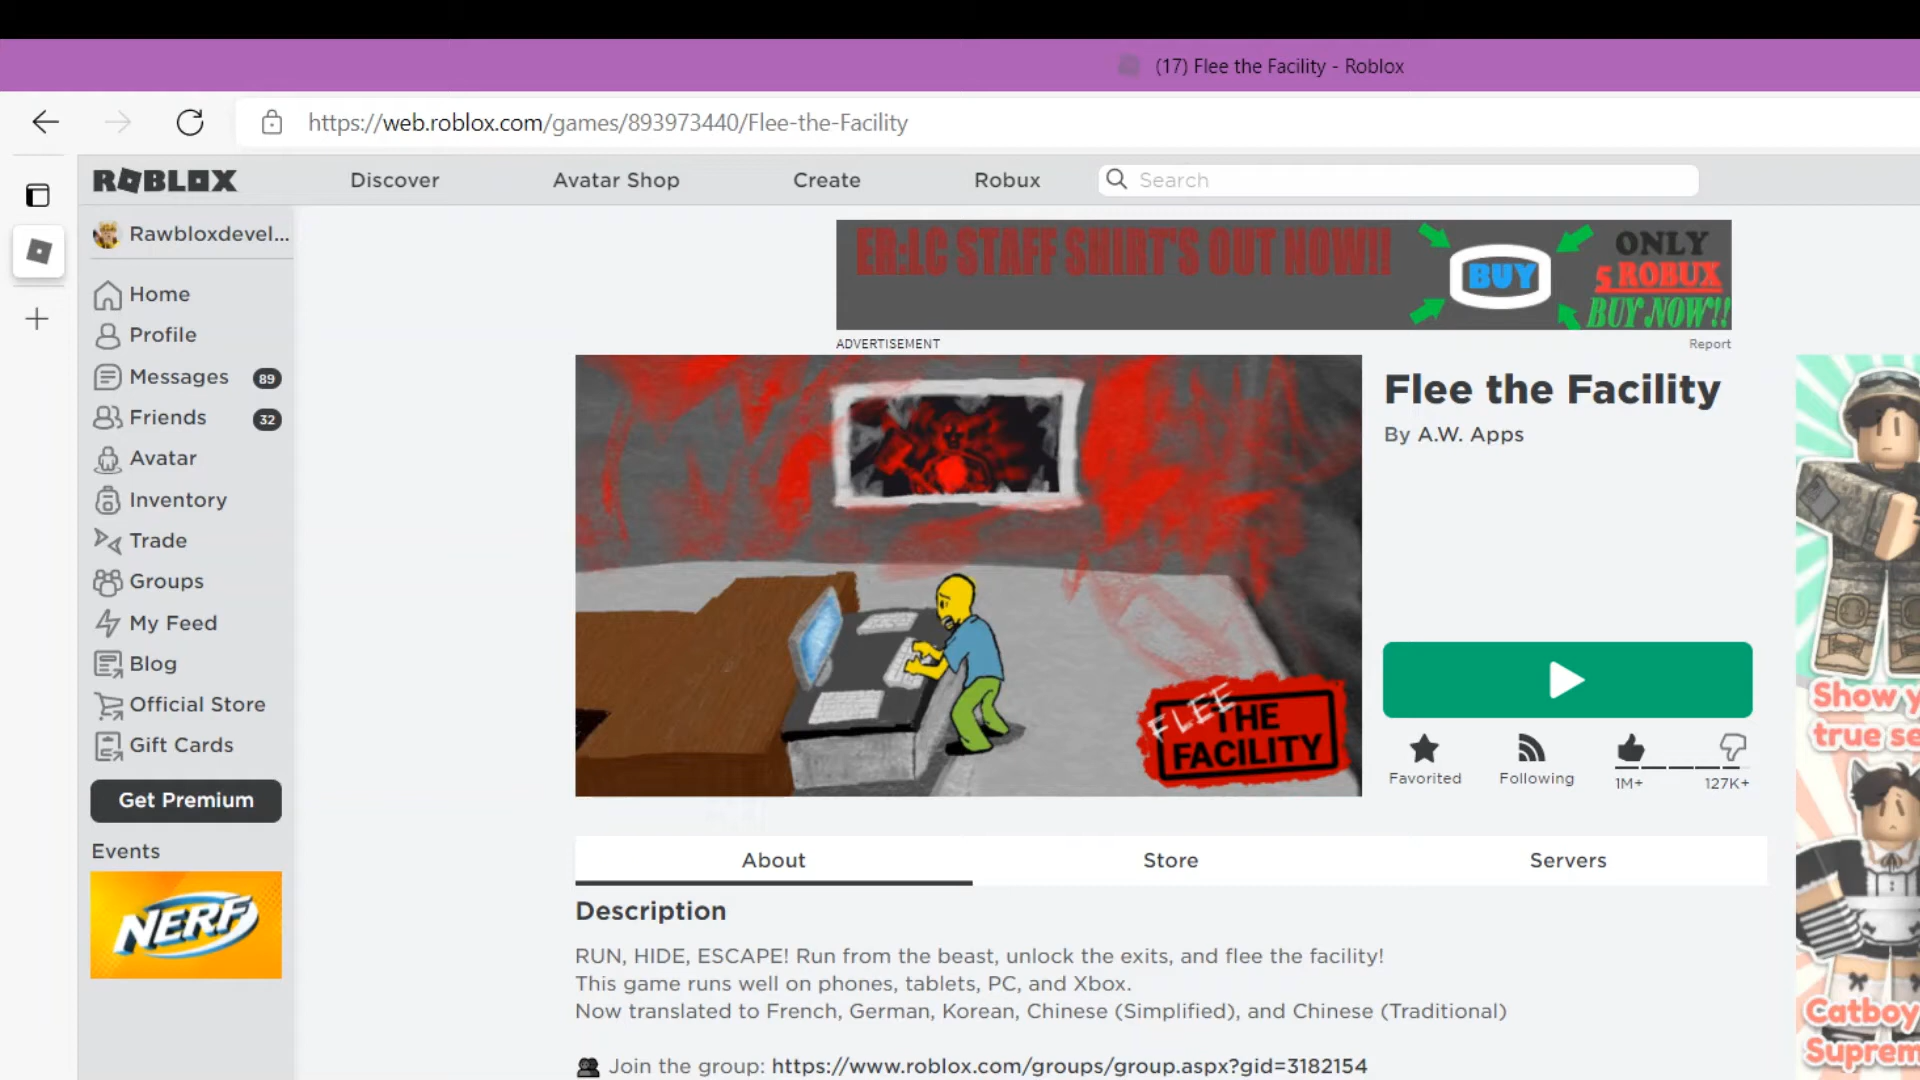 (17) Flee the Facility - Roblox
https://web.roblox.com/games/893973440/Flee-the-Facility
ROBLOX
Discover
Avatar Shop
Create
Robux
Search
Rawbloxdevel...
Home
Profile
Messages 89
Friends 32
Avatar
Inventory
Trade
Groups
My Feed
Blog
Official Store
Gift Cards
Get Premium
Events
NERF
ER:LC STAFF SHIRT'S OUT NOW!!
BUY
ONLY
5 ROBUX
BUY NOW!!
ADVERTISEMENT
Report
FLEE
THE
FACILITY
Flee the Facility
By A.W. Apps
Favorited
Following
1M+
127K+
About
Store
Servers
Description
RUN, HIDE, ESCAPE! Run from the beast, unlock the exits, and flee the facility!
This game runs well on phones, tablets, PC, and Xbox.
Now translated to French, German, Korean, Chinese (Simplified), and Chinese (Traditional)
Join the group: https://www.roblox.com/groups/group.aspx?gid=3182154
Show y
true se
Catboy
Suprem